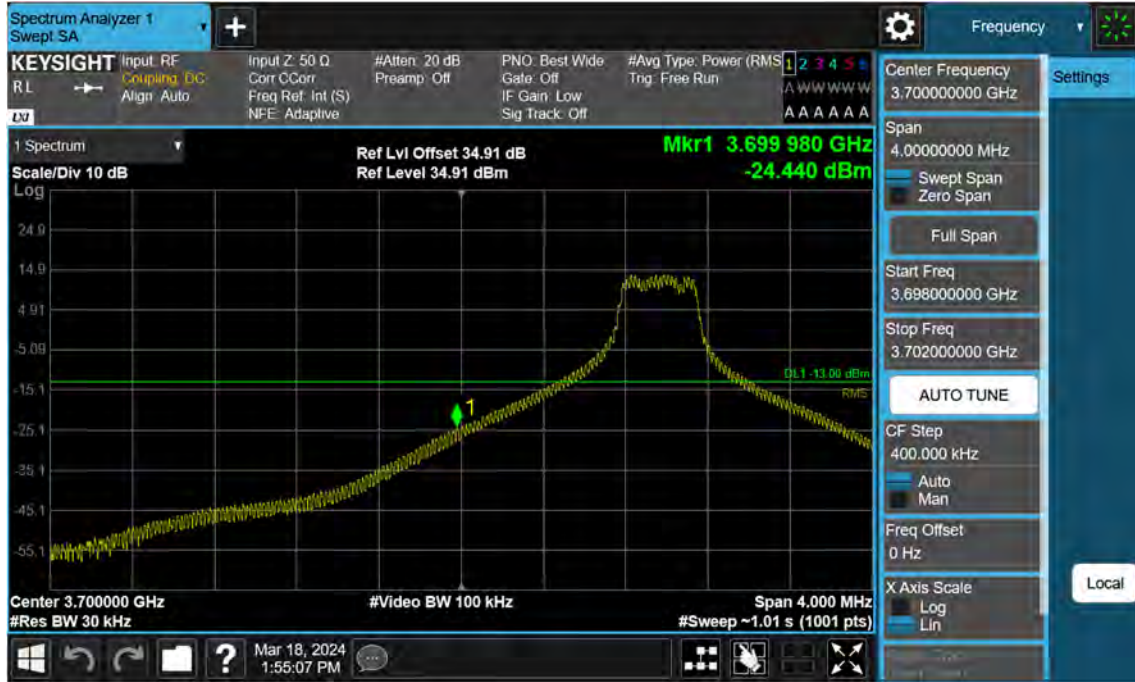 Spectrum Analyzer 1
Swept SA
+
Frequency
KEYSIGHT
RL
LXI
Input: RF
Coupling: DC
Align: Auto
Input Z: 50 Ω
Corr CCorr
Freq Ref: Int (S)
NFE: Adaptive
#Atten: 20 dB
Preamp: Off
PNO: Best Wide
Gate: Off
IF Gain: Low
Sig Track: Off
#Avg Type: Power (RMS
Trig: Free Run
1 2 3 4 5 6
A W W W W W
A A A A A A
Center Frequency
3.700000000 GHz
Settings
Span
4.00000000 MHz
Swept Span
Zero Span
Full Span
Start Freq
3.698000000 GHz
Stop Freq
3.702000000 GHz
AUTO TUNE
CF Step
400.000 kHz
Auto
Man
Freq Offset
0 Hz
X Axis Scale
Log
Lin
Local
1 Spectrum
Scale/Div 10 dB
Log
Ref Lvl Offset 34.91 dB
Ref Level 34.91 dBm
Mkr1 3.699 980 GHz
-24.440 dBm
24.9
14.9
4.91
-5.09
-15.1
-25.1
-35.1
-45.1
-55.1
DL1 -13.00 dBm
RMS
1
Center 3.700000 GHz
#Res BW 30 kHz
#Video BW 100 kHz
Span 4.000 MHz
#Sweep ~1.01 s (1001 pts)
?
Mar 18, 2024
1:55:07 PM